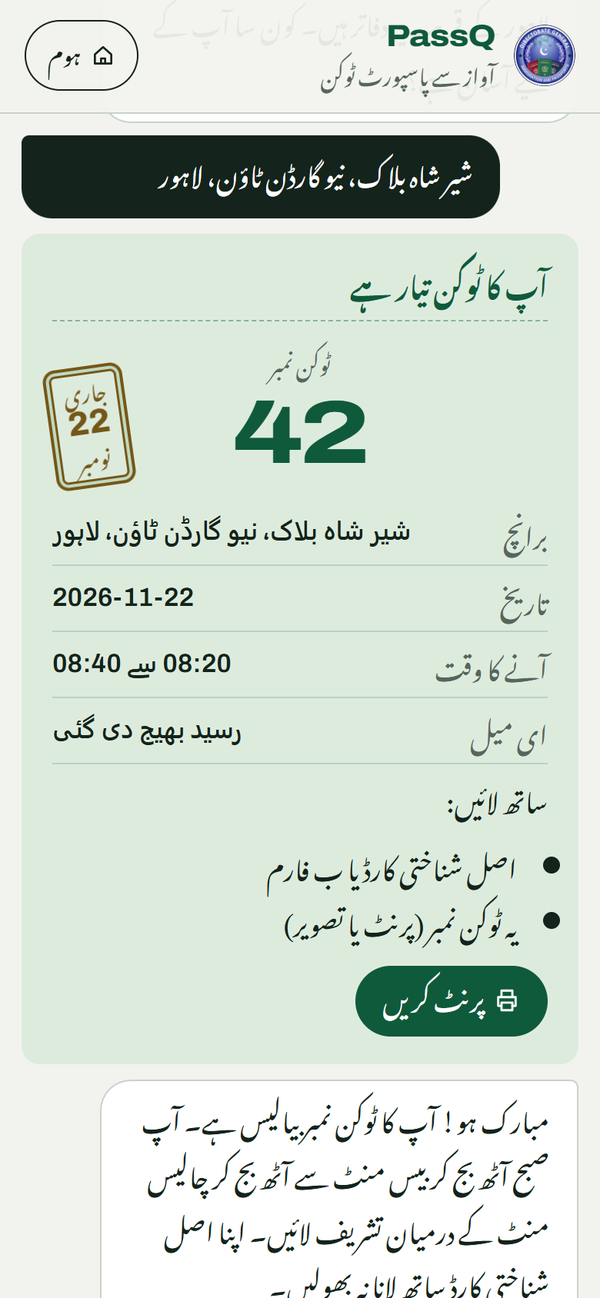 PassQ
آواز سے پاسپورٹ ٹوکن
ہوم
شیر شاہ بلاک، نیو گارڈن ٹاؤن، لاہور
آپ کا ٹوکن تیار ہے
ٹوکن نمبر
42
جاری
22
نومبر
برانچ شیر شاہ بلاک، نیو گارڈن ٹاؤن، لاہور
تاریخ 2026-11-22
آنے کا وقت 08:20 سے 08:40
ای میل رسید بھیج دی گئی
ساتھ لائیں:
اصل شناختی کارڈ یا ب فارم
یہ ٹوکن نمبر (پرنٹ یا تصویر)
پرنٹ کریں
مبارک ہو! آپ کا ٹوکن نمبر بیالیس ہے۔ آپ
صبح آٹھ بج کر بیس منٹ سے آٹھ بج کر چالیس
منٹ کے درمیان تشریف لائیں۔ اپنا اصل
شناختی کارڈ ساتھ لانا نہ بھولیں۔